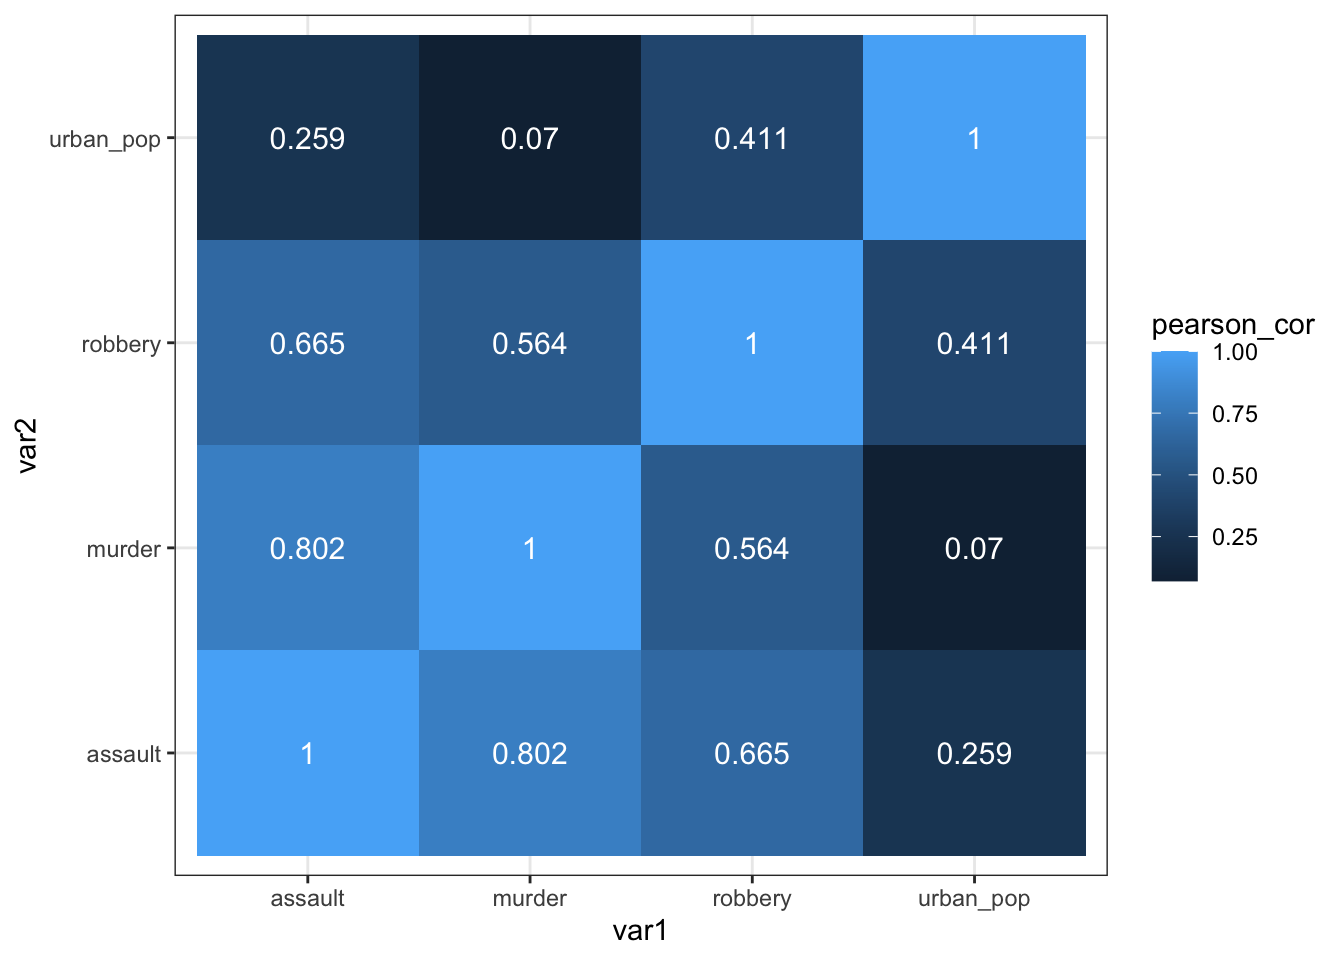 urban_pop 0.259 0.07 0.411 1
robbery 0.665 0.564 1 0.411
murder 0.802 1 0.564 0.07
assault 1 0.802 0.665 0.259
assault murder robbery urban_pop
var1
var2
pearson_cor
1.00
0.75
0.50
0.25